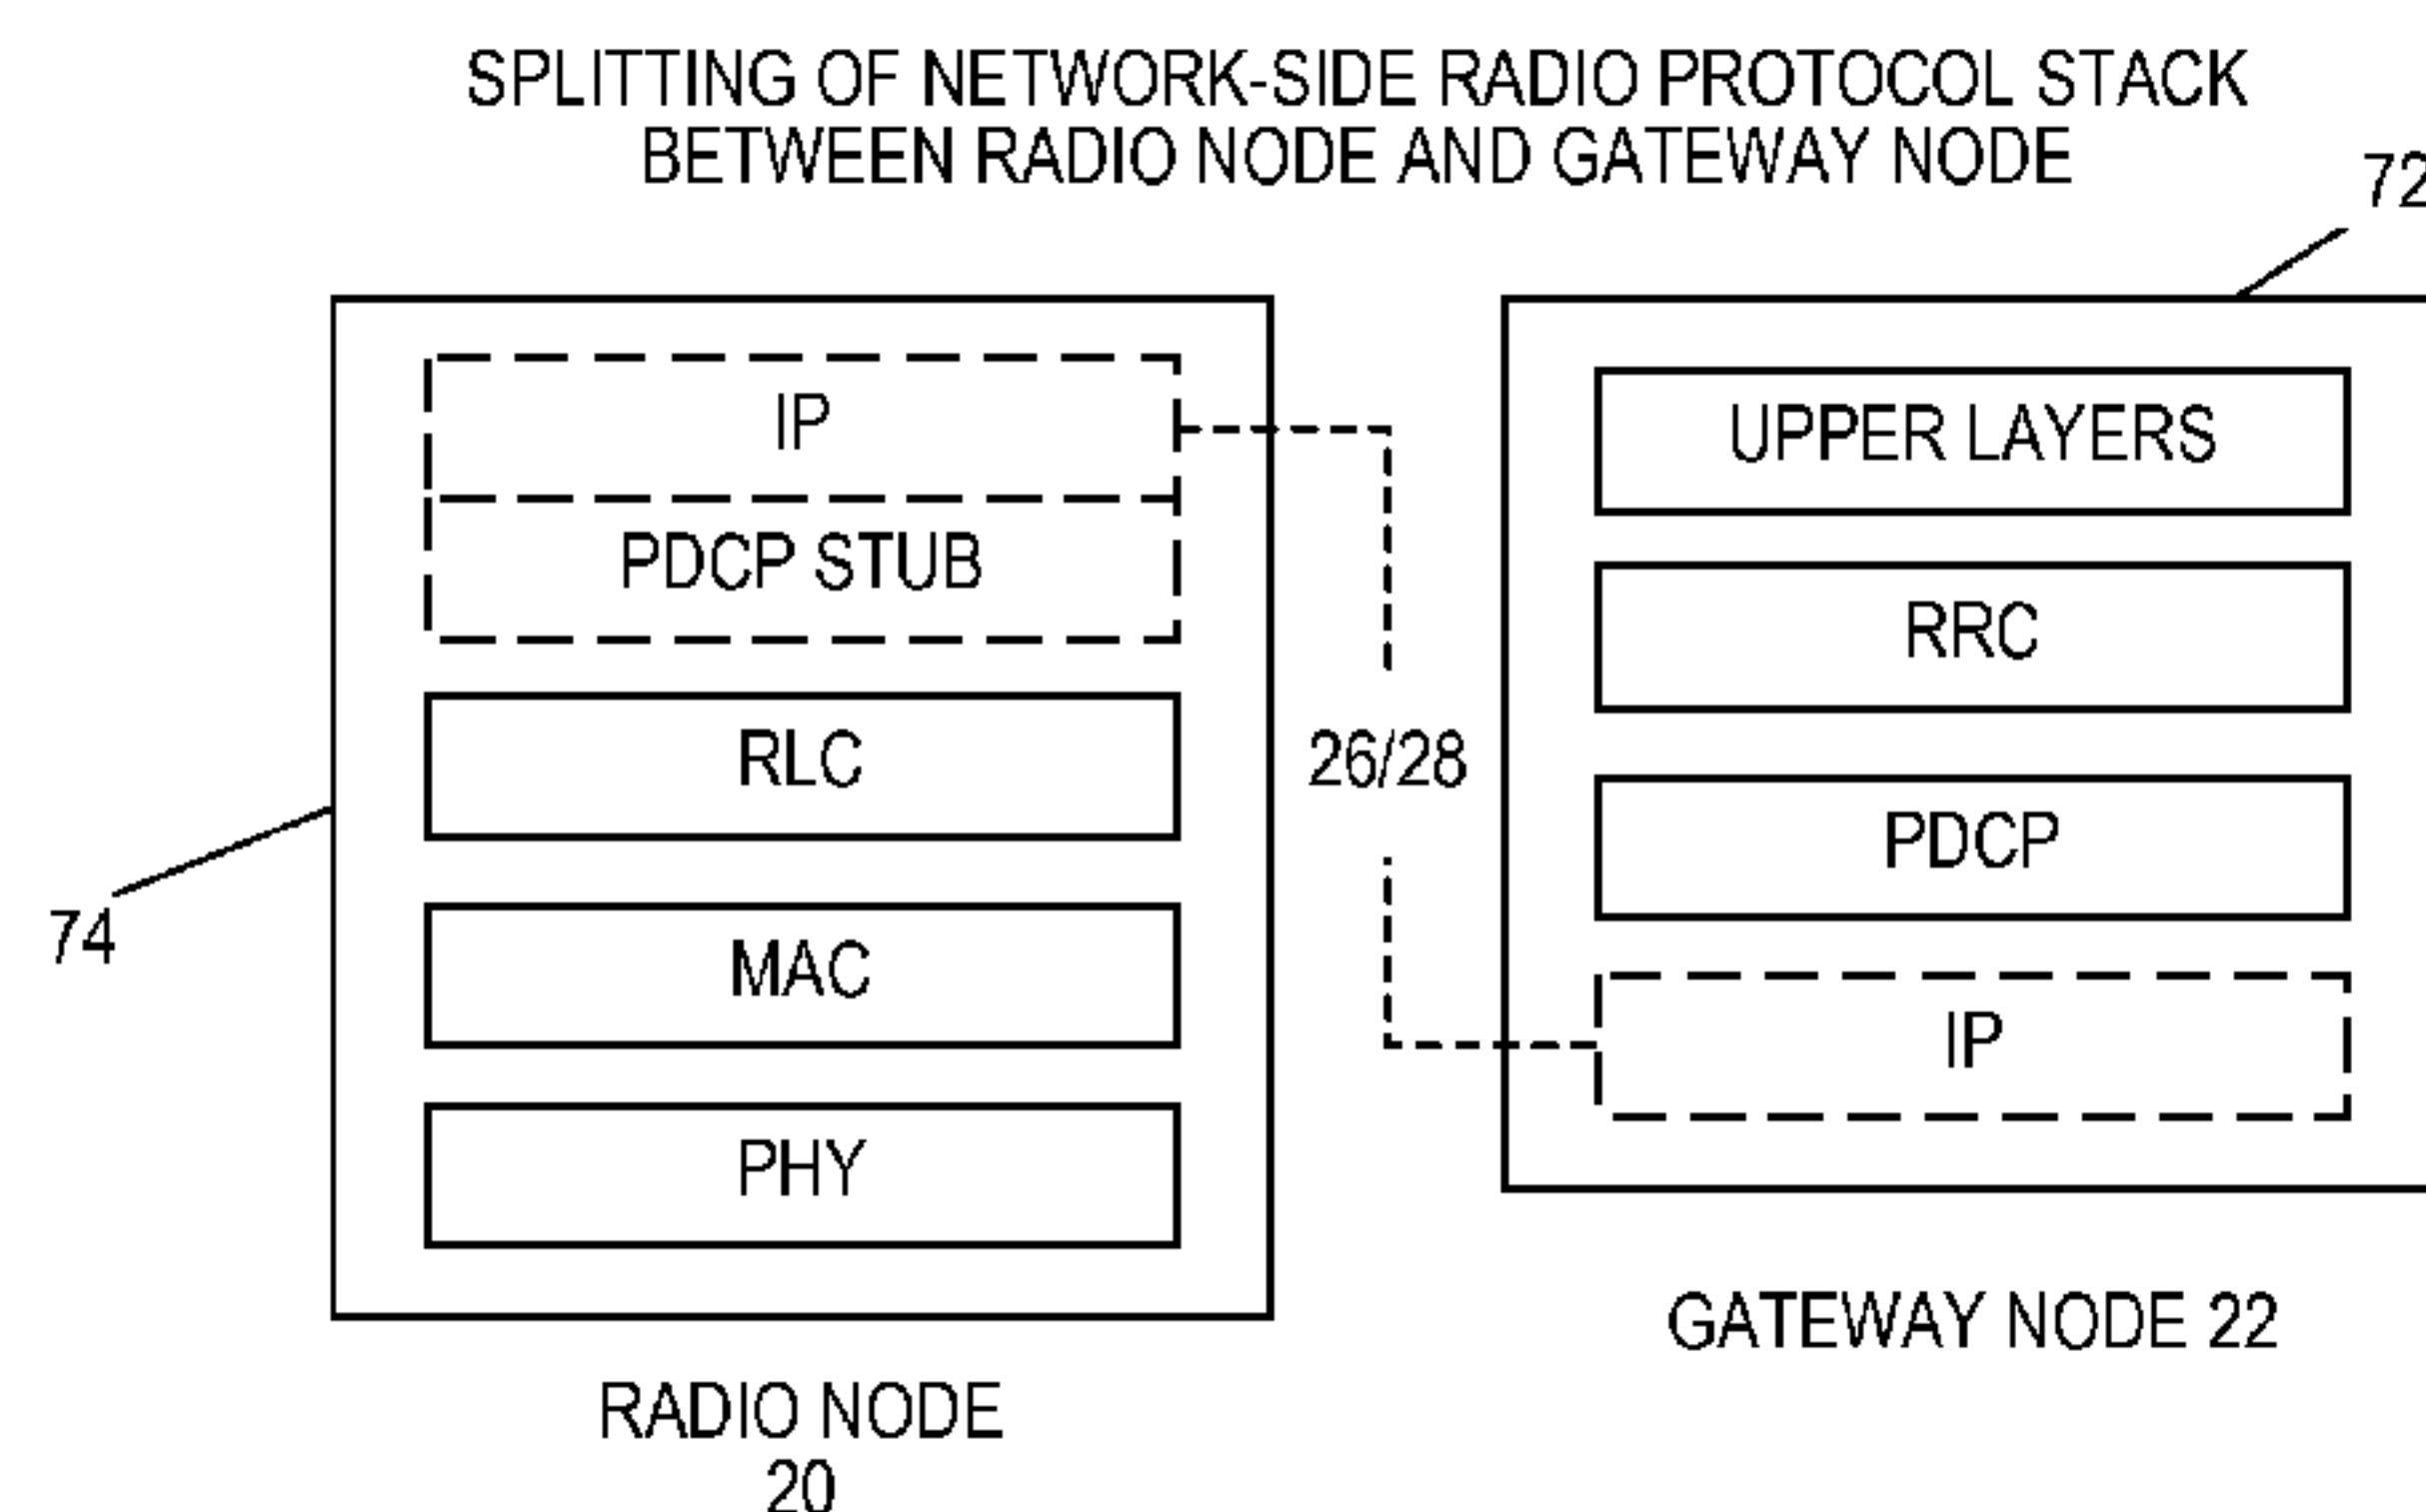 SPLITTING OF NETWORK-SIDE RADIO PROTOCOL STACK
BETWEEN RADIO NODE AND GATEWAY NODE
72
74
IP
PDCP STUB
RLC
MAC
PHY
RADIO NODE
20
26/28
UPPER LAYERS
RRC
PDCP
IP
GATEWAY NODE 22